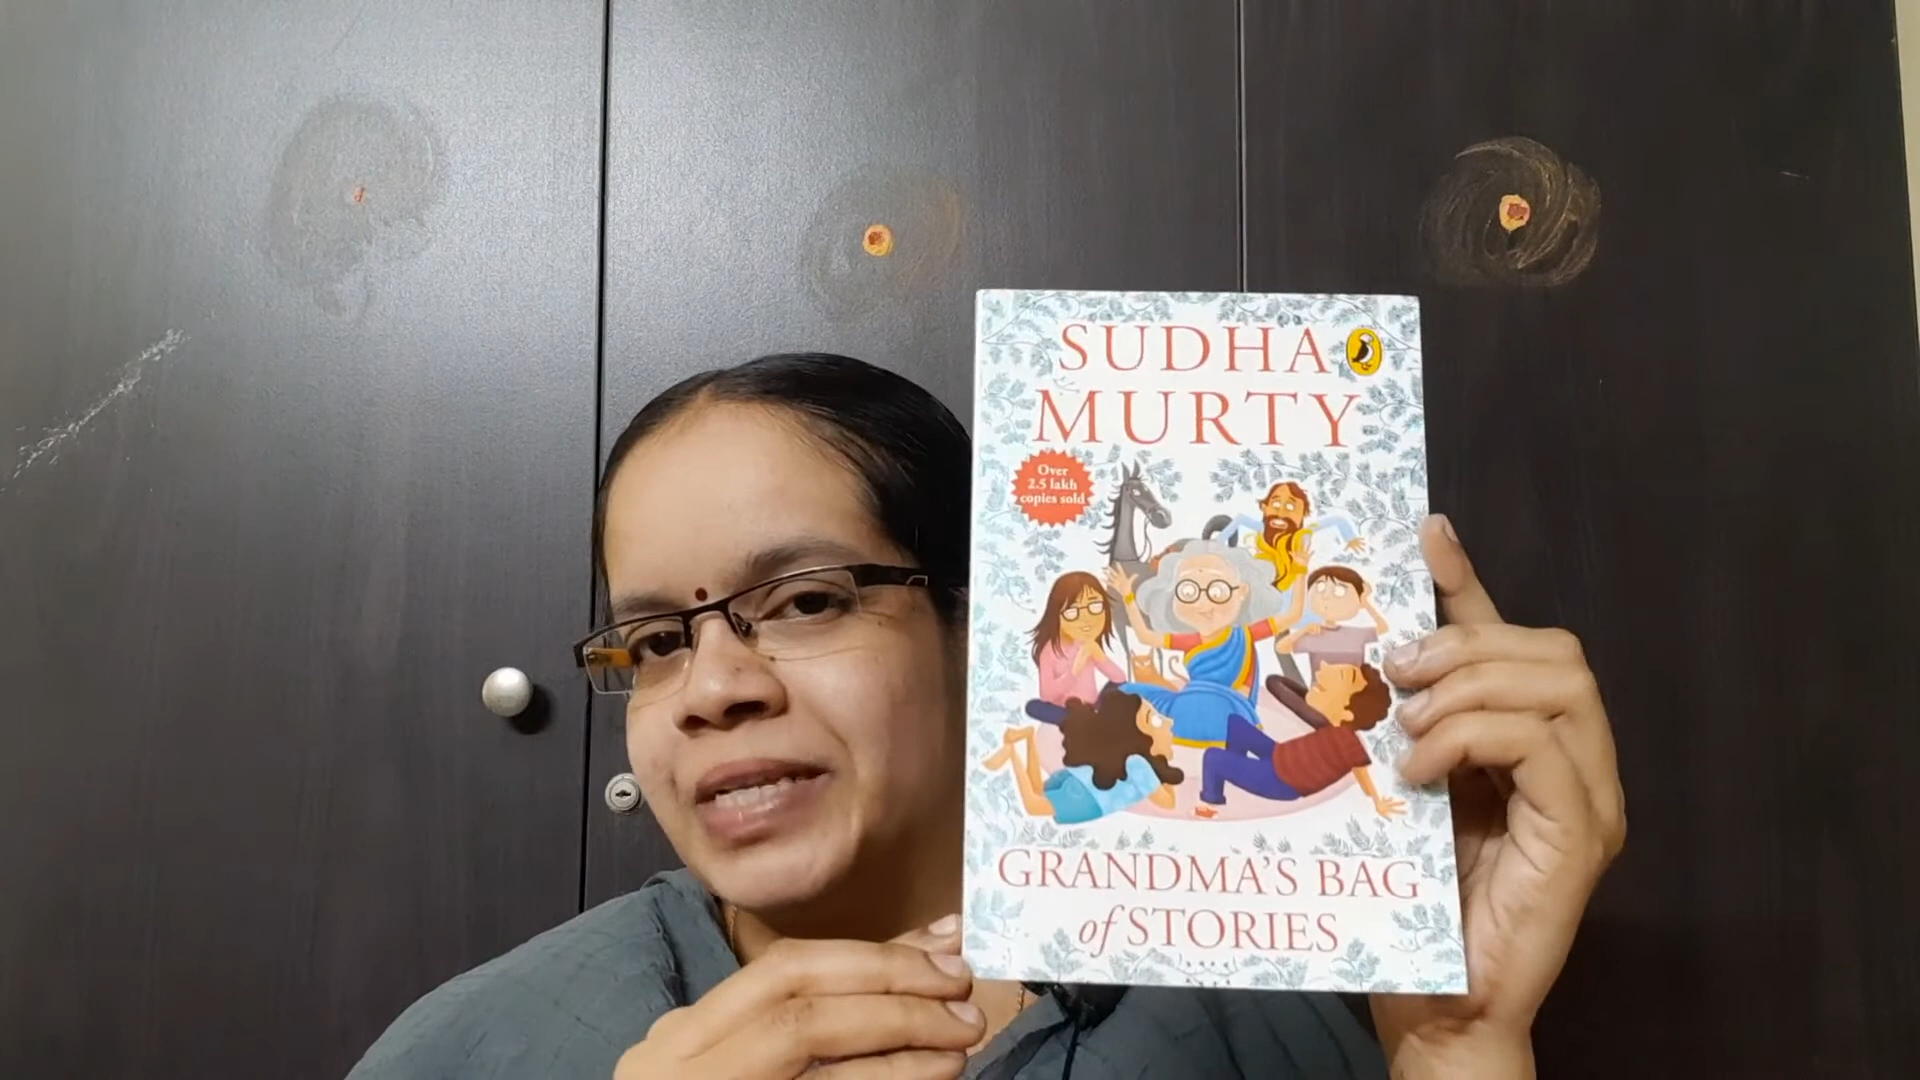 SUDHA
MURTY
Over
2.5 lakh
copies sold
GRANDMA'S BAG
of STORIES